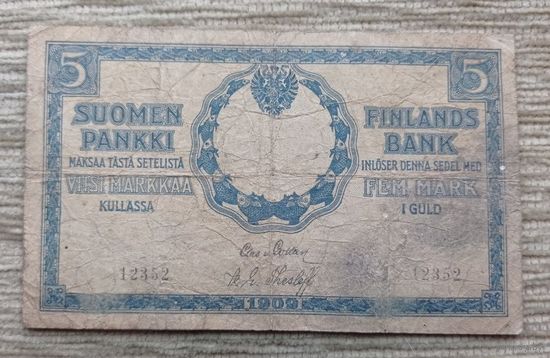 5 5
SUOMEN
PANKKI
MAKSAA TÄSTÄ SETELISTÄ
VIISI MARKKAA
KULLASSA
FINLANDS
BANK
INLÖSER DENNA SEDEL MED
FEM MARK
I GULD
12352 12352
1909